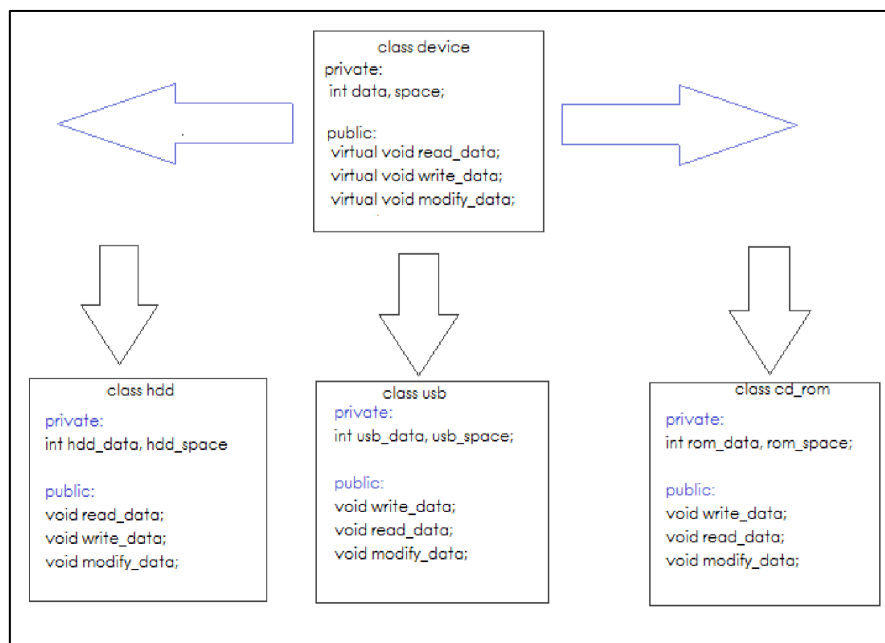 class device
private:
int data, space;
public:
virtual void read_data;
virtual void write_data;
virtual void modify_data;
class hdd
private:
int hdd_data, hdd_space
public:
void read_data;
void write_data;
void modify_data;
class usb
private:
int usb_data, usb_space;
public:
void write_data;
void read_data;
void modify_data;
class cd_rom
private:
int rom_data, rom_space;
public:
void write_data;
void read_data;
void modify_data;